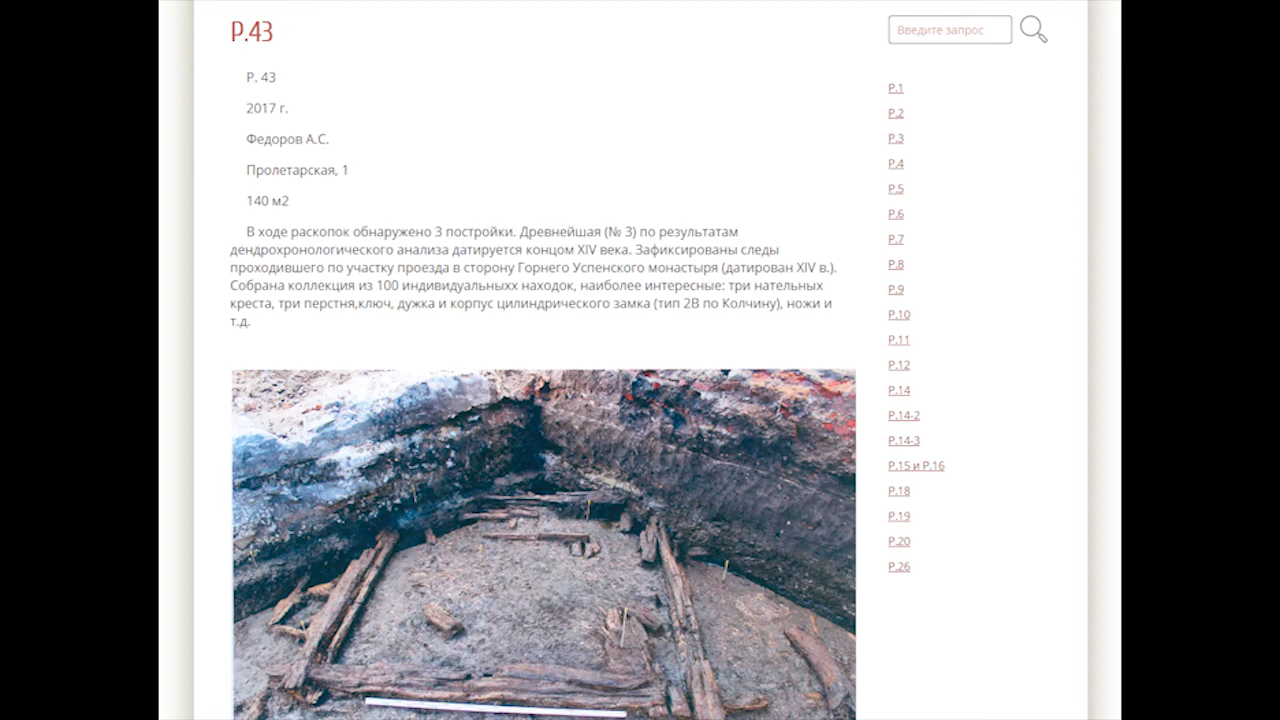 Р.43
Р. 43
2017 г.
Федоров А.С.
Пролетарская, 1
140 м2
В ходе раскопок обнаружено 3 постройки. Древнейшая (№ 3) по результатам
дендрохронологического анализа датируется концом XIV века. Зафиксированы следы
проходившего по участку проезда в сторону Горнего Успенского монастыря (датирован XIV в.).
Собрана коллекция из 100 индивидуальныхх находок, наиболее интересные: три нательных
креста, три перстня,ключ, дужка и корпус цилиндрического замка (тип 2В по Колчину), ножи и
т.д.
Введите запрос
Р.1
Р.2
Р.3
Р.4
Р.5
Р.6
Р.7
Р.8
Р.9
Р.10
Р.11
Р.12
Р.14
Р.14-2
Р.14-3
Р.15 и Р.16
Р.18
Р.19
Р.20
Р.26